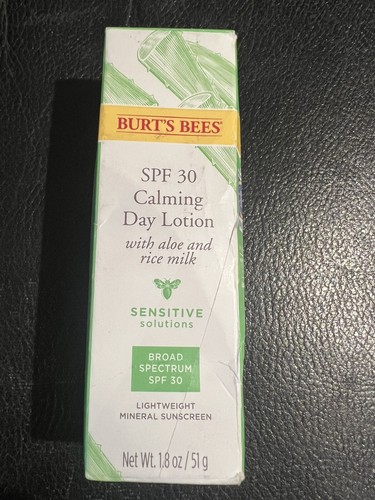 BURT'S BEES
SPF 30
Calming
Day Lotion
with aloe and
rice milk
SENSITIVE
solutions
BROAD
SPECTRUM
SPF 30
LIGHTWEIGHT
MINERAL SUNSCREEN
Net Wt. 1.8 oz / 51 g